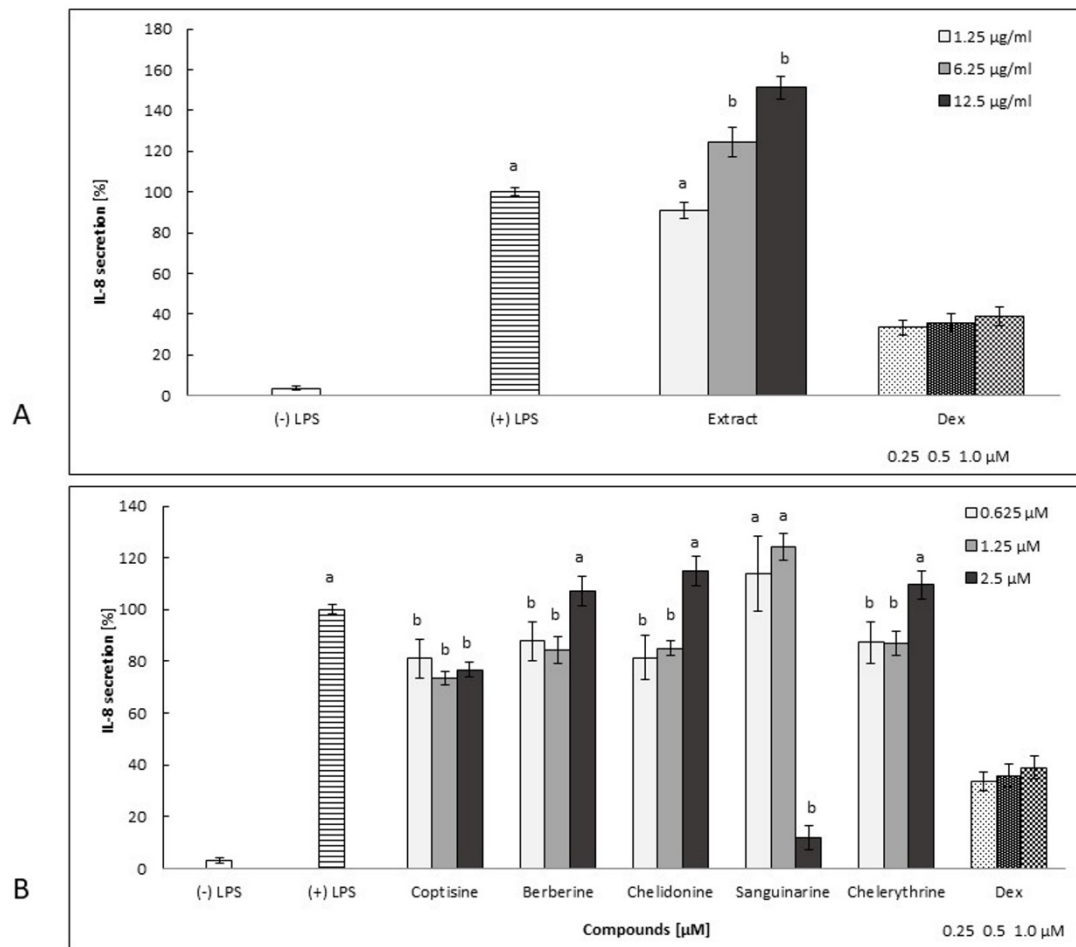 180
160
140
120
100
80
60
40
20
0
IL-8 secretion [%]
1.25 µg/ml
6.25 µg/ml
12.5 µg/ml
a
a
b
b
(-) LPS
(+) LPS
Extract
Dex
0.25 0.5 1.0 µM
A
140
120
100
80
60
40
20
0
IL-8 secretion [%]
0.625 µM
1.25 µM
2.5 µM
a
b b b
b b a
b b a
a a b
b b a
(-) LPS
(+) LPS
Coptisine
Berberine
Chelidonine
Sanguinarine
Chelerythrine
Dex
Compounds [µM]
0.25 0.5 1.0 µM
B